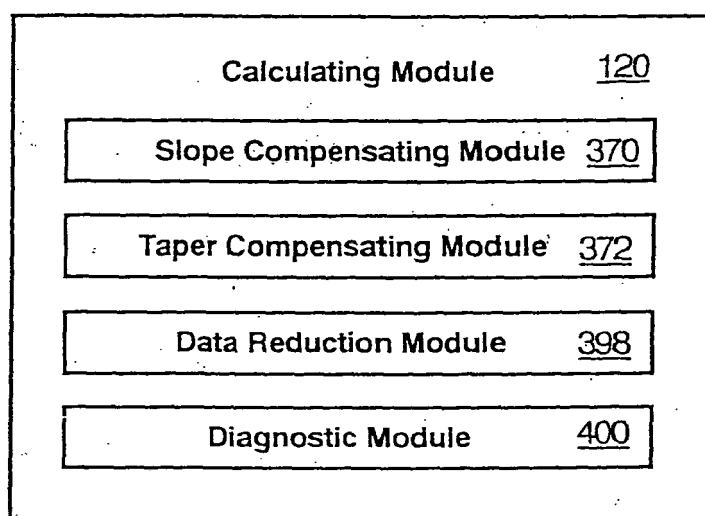 Calculating Module 120
Slope Compensating Module 370
Taper Compensating Module 372
Data Reduction Module 398
Diagnostic Module 400